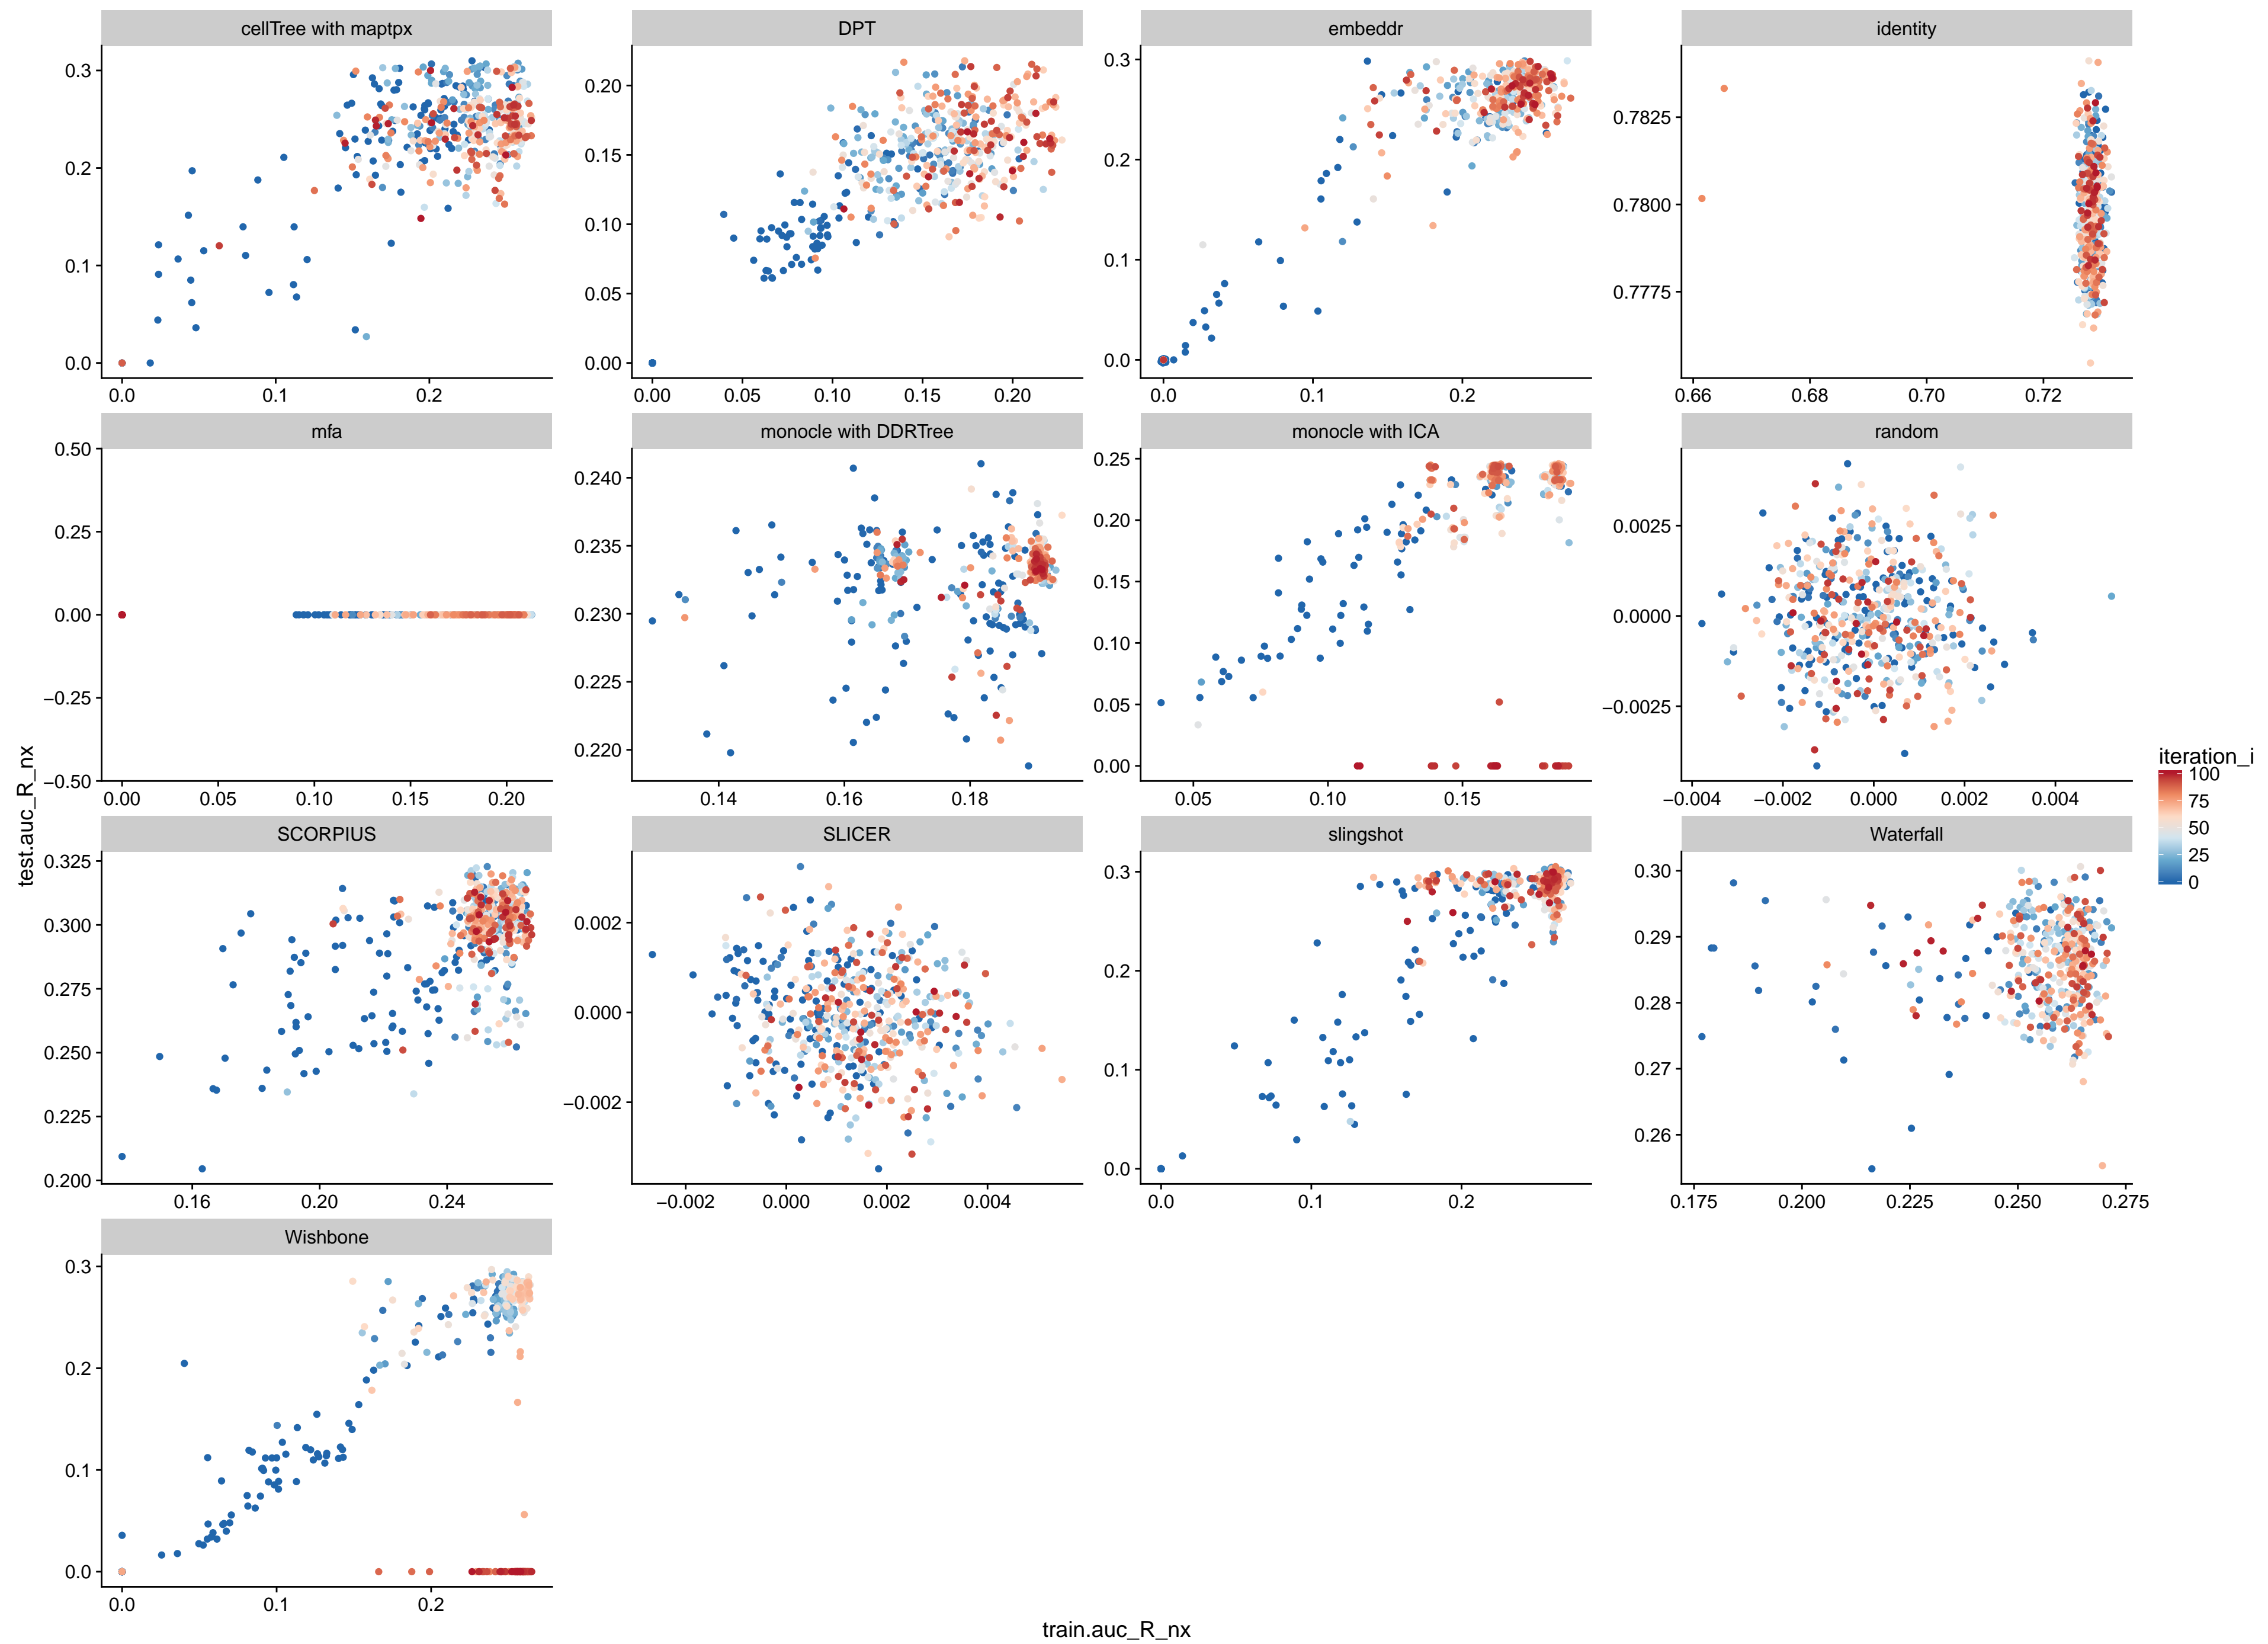 cellTree with maptpx
DPT
embeddr
identity
0.3
0.2
0.1
0.0
0.20
0.15
0.10
0.05
0.00
0.3
0.2
0.1
0.0
0.7825
0.7800
0.7775
0.0 0.1 0.2
0.00 0.05 0.10 0.15 0.20
0.0 0.1 0.2
0.66 0.68 0.70 0.72
mfa
monocle with DDRTree
monocle with ICA
random
0.50
0.25
0.00
−0.25
−0.50
0.240
0.235
0.230
0.225
0.220
0.25
0.20
0.15
0.10
0.05
0.00
0.0025
0.0000
−0.0025
0.00 0.05 0.10 0.15 0.20
0.14 0.16 0.18
0.05 0.10 0.15
−0.004 −0.002 0.000 0.002 0.004
test.auc_R_nx
iteration_i
100
75
50
25
0
SCORPIUS
SLICER
slingshot
Waterfall
0.325
0.300
0.275
0.250
0.225
0.200
0.002
0.000
−0.002
0.3
0.2
0.1
0.0
0.30
0.29
0.28
0.27
0.26
0.16 0.20 0.24
−0.002 0.000 0.002 0.004
0.0 0.1 0.2
0.175 0.200 0.225 0.250 0.275
Wishbone
0.3
0.2
0.1
0.0
0.0 0.1 0.2
train.auc_R_nx